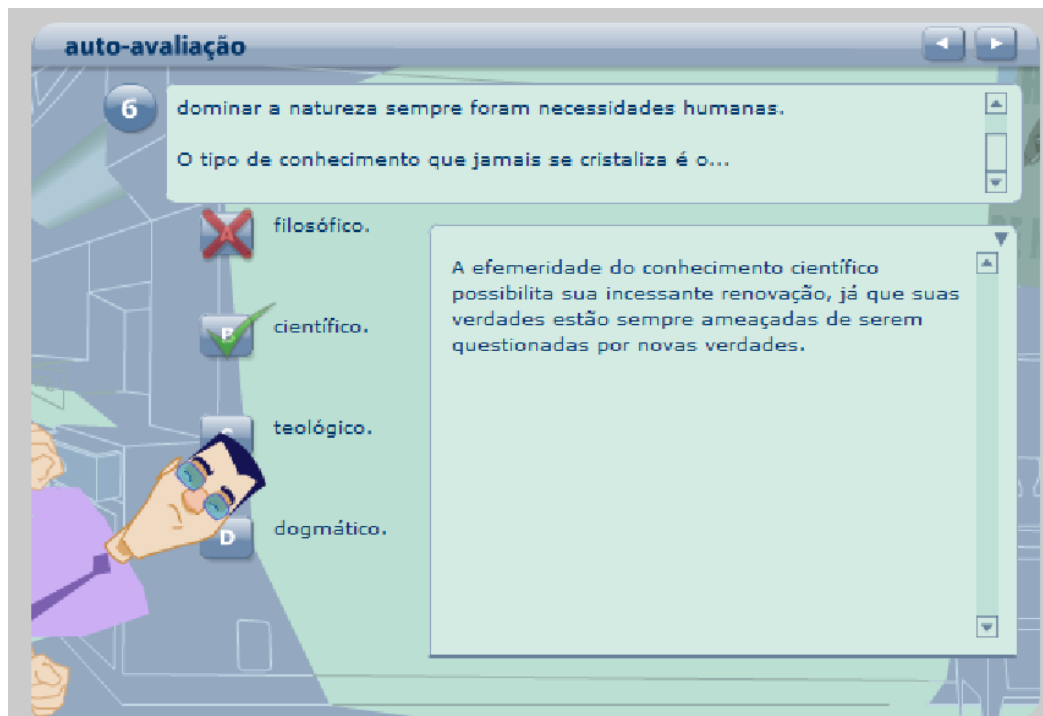 auto-avaliação
6
dominar a natureza sempre foram necessidades humanas.
O tipo de conhecimento que jamais se cristaliza é o...
A
filosófico.
B
científico.
teológico.
D
dogmático.
A efemeridade do conhecimento científico
possibilita sua incessante renovação, já que suas
verdades estão sempre ameaçadas de serem
questionadas por novas verdades.